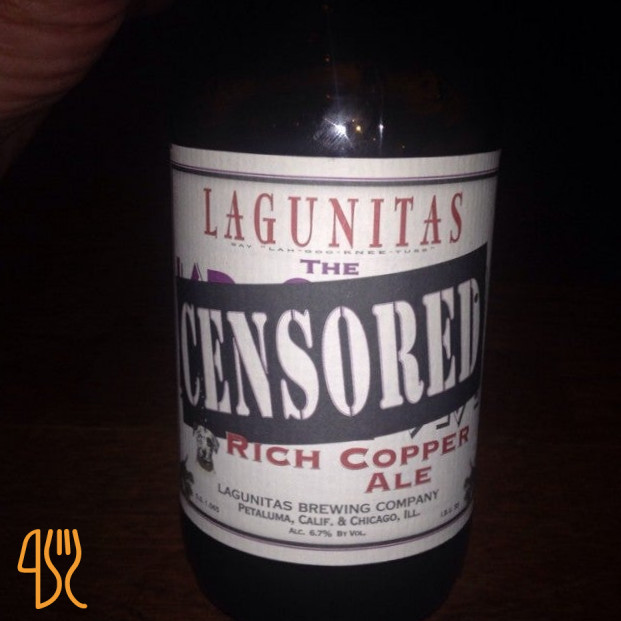 LAGUNITAS
SAY "LAH-GOO-KNEE-TUSS"
THE
CENSORED
RICH COPPER
ALE
LAGUNITAS BREWING COMPANY
PETALUMA, CALIF. & CHICAGO, ILL.
ALC. 6.7% BY VOL.